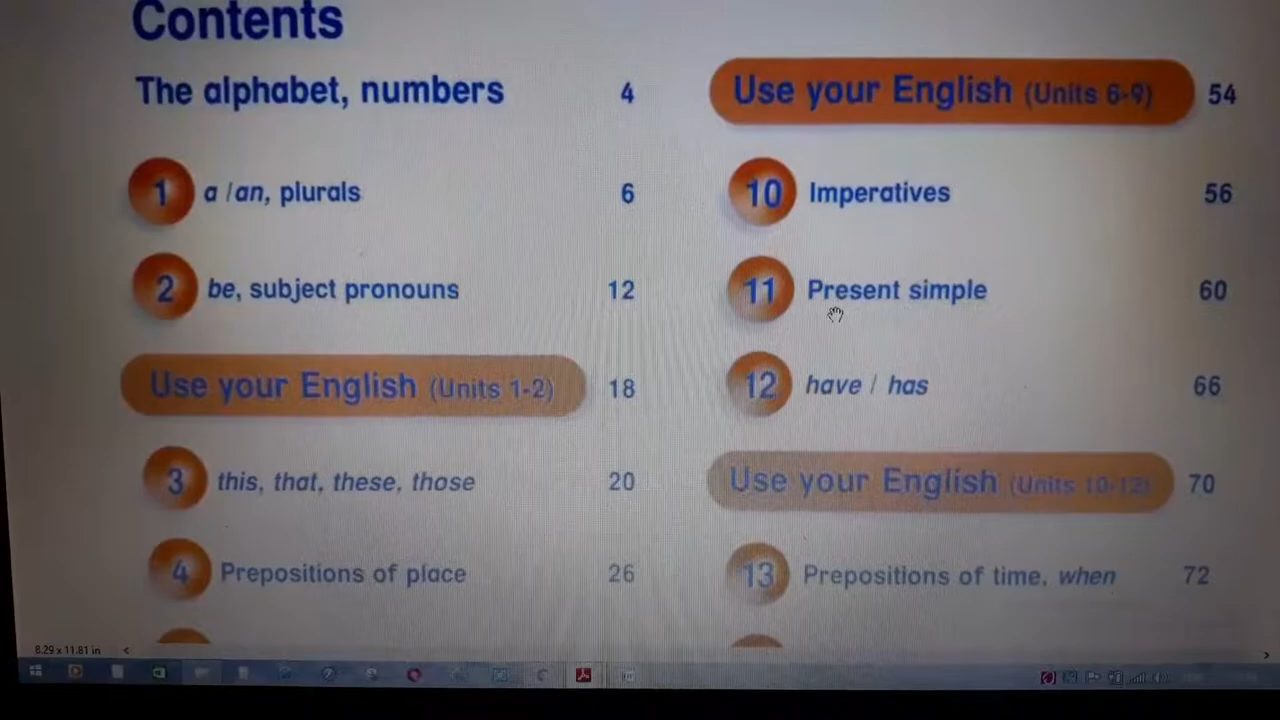 Contents
The alphabet, numbers 4
1 a / an, plurals 6
2 be, subject pronouns 12
Use your English (Units 1-2) 18
3 this, that, these, those 20
4 Prepositions of place 26
Use your English (Units 6-9) 54
10 Imperatives 56
11 Present simple 60
12 have / has 66
Use your English (Units 10-12) 70
13 Prepositions of time, when 72
8.29 x 11.81 in